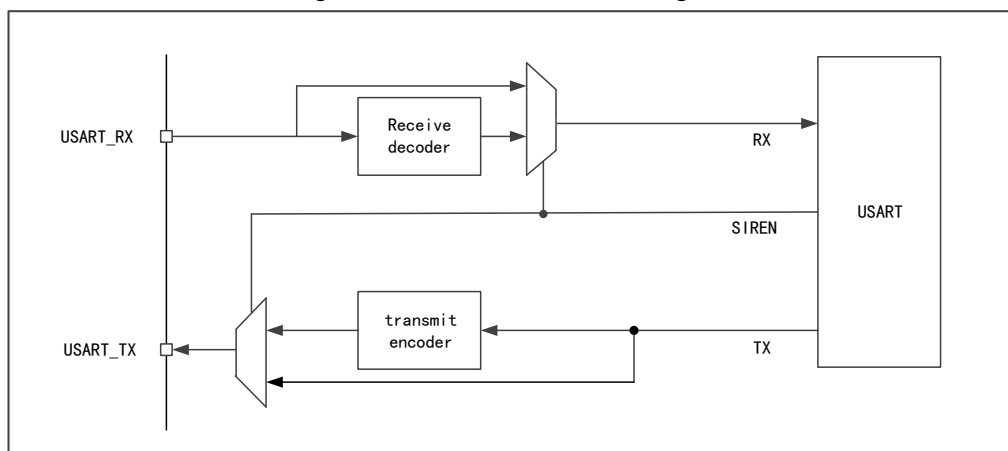 USART_RX
Receive
decoder
RX
USART
SIREN
transmit
encoder
USART_TX
TX